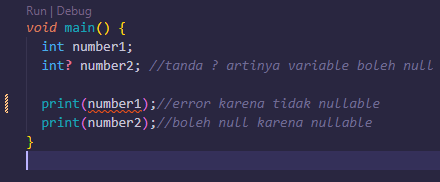 Run | Debug
void main() {
  int number1;
  int? number2; //tanda ? artinya variable boleh null

  print(number1);//error karena tidak nullable
  print(number2);//boleh null karena nullable
}